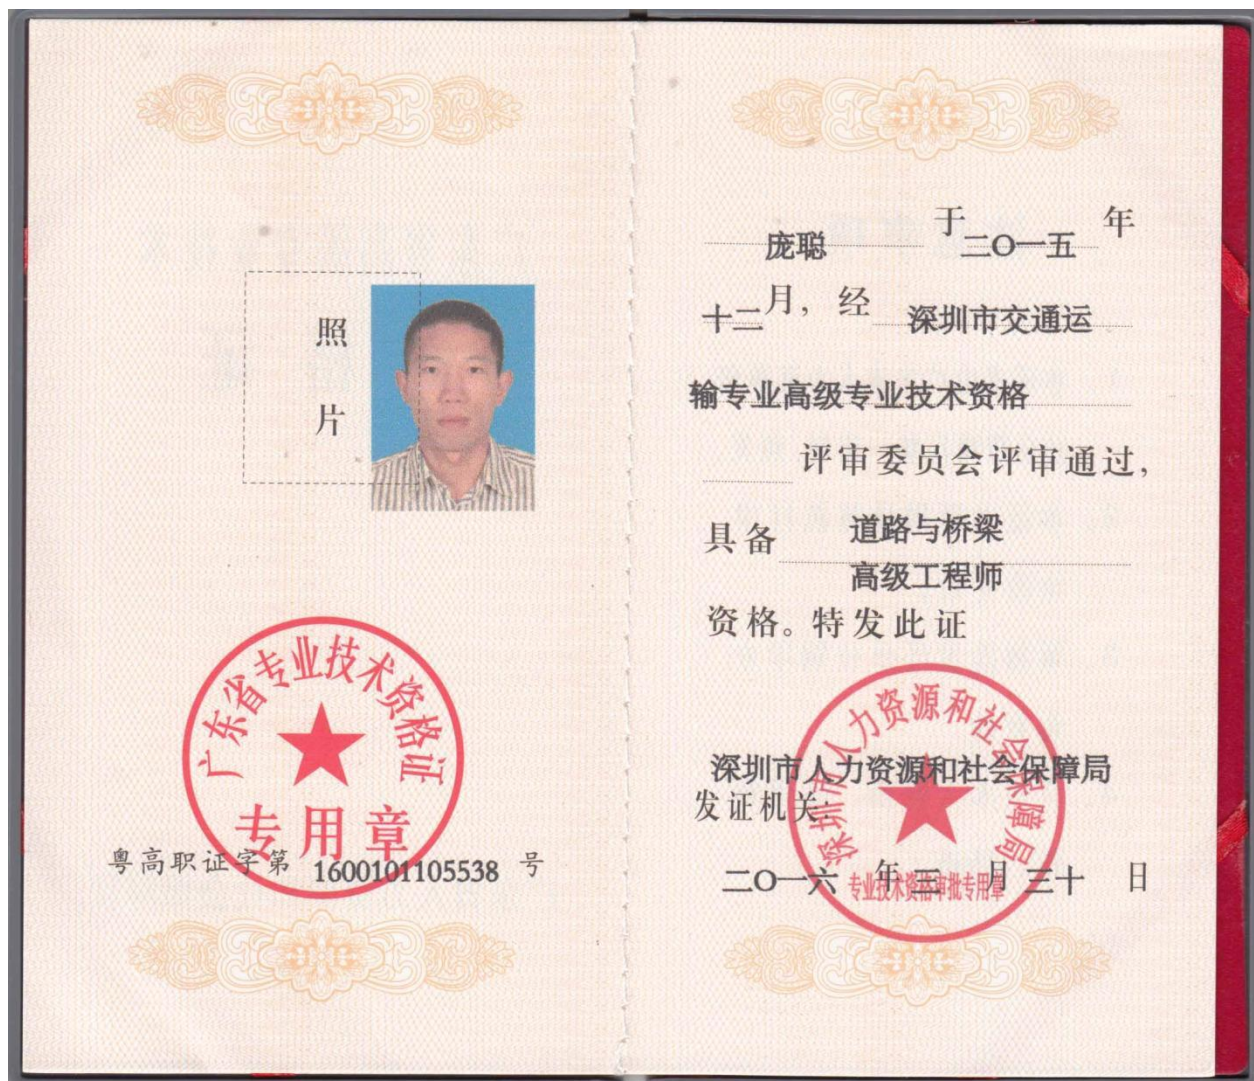 照
片
广东省专业技术资格证
专用章
粤高职证字第 1600101105538 号
庞聪 于 二〇一五 年
十二月，经 深圳市交通运
输专业高级专业技术资格
评审委员会评审通过，
具备 道路与桥梁
高级工程师
资格。特发此证
深圳市人力资源和社会保障局
深圳市人力资源和社会保障局
发证机关：
二〇一六 年 三 月 三十 日
专业技术资格审批专用章